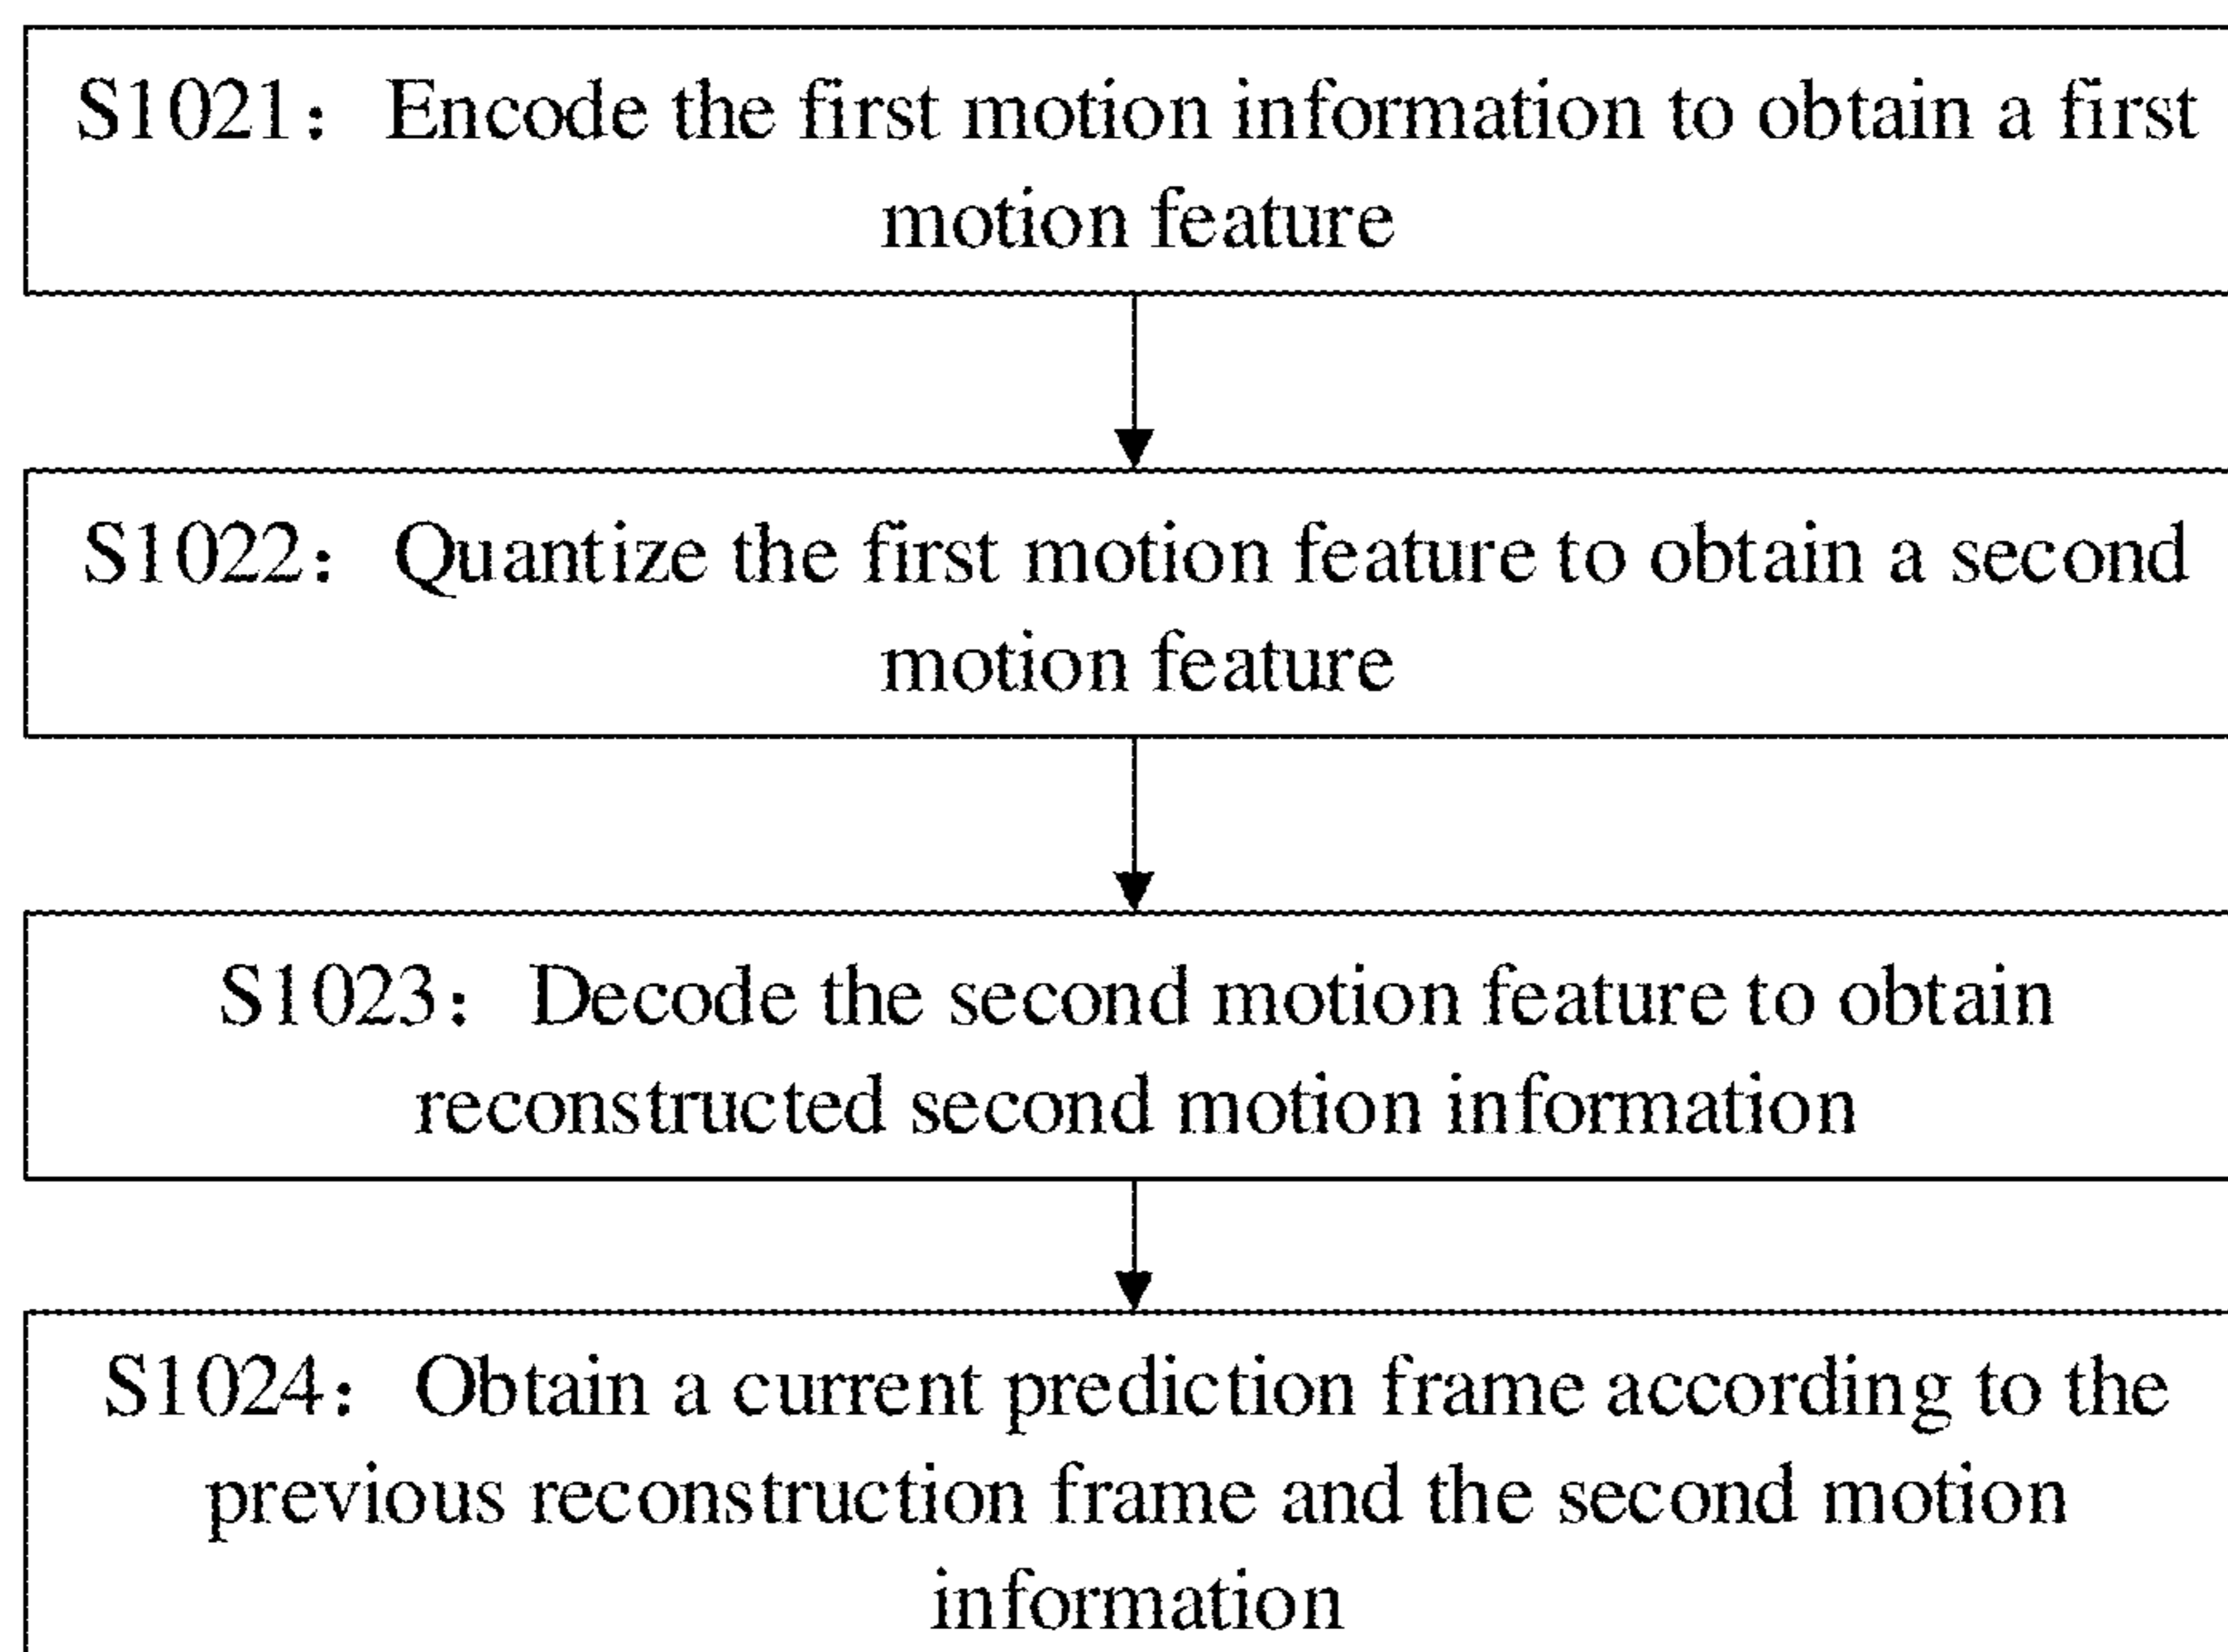 S1021：Encode the first motion information to obtain a first
motion feature
S1022：Quantize the first motion feature to obtain a second
motion feature
S1023：Decode the second motion feature to obtain
reconstructed second motion information
S1024：Obtain a current prediction frame according to the
previous reconstruction frame and the second motion
information